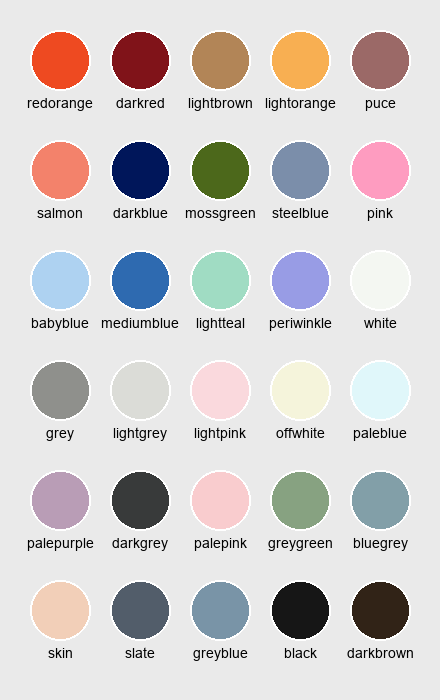 redorange darkred lightbrown lightorange puce
salmon darkblue mossgreen steelblue pink
babyblue mediumblue lightteal periwinkle white
grey lightgrey lightpink offwhite paleblue
palepurple darkgrey palepink greygreen bluegrey
skin slate greyblue black darkbrown